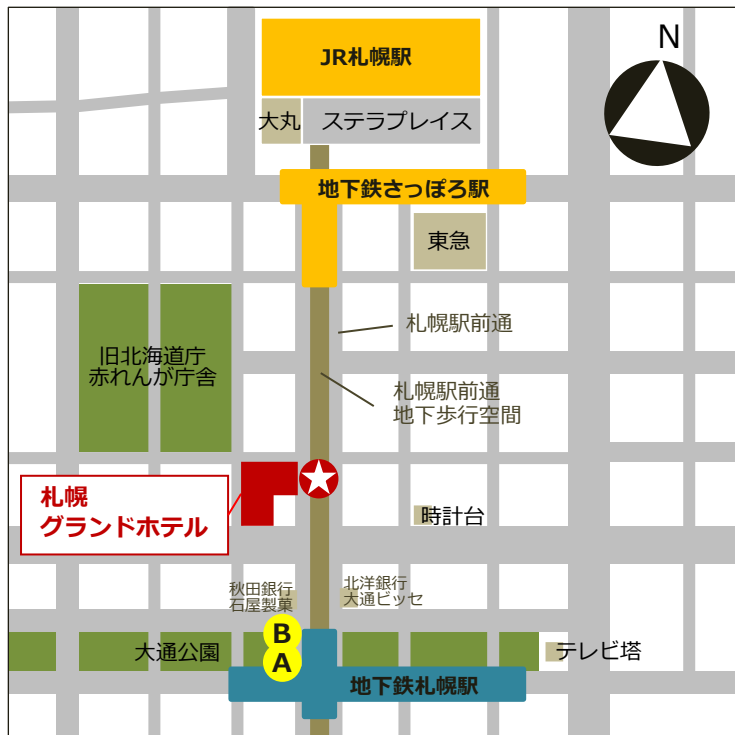 JR札幌駅
N
大丸
ステラプレイス
地下鉄さっぽろ駅
東急
札幌駅前通
旧北海道庁
赤れんが庁舎
札幌駅前通
地下歩行空間
札幌
グランドホテル
時計台
秋田銀行
石屋製菓
北洋銀行
大通ビッセ
B
大通公園
A
テレビ塔
地下鉄札幌駅